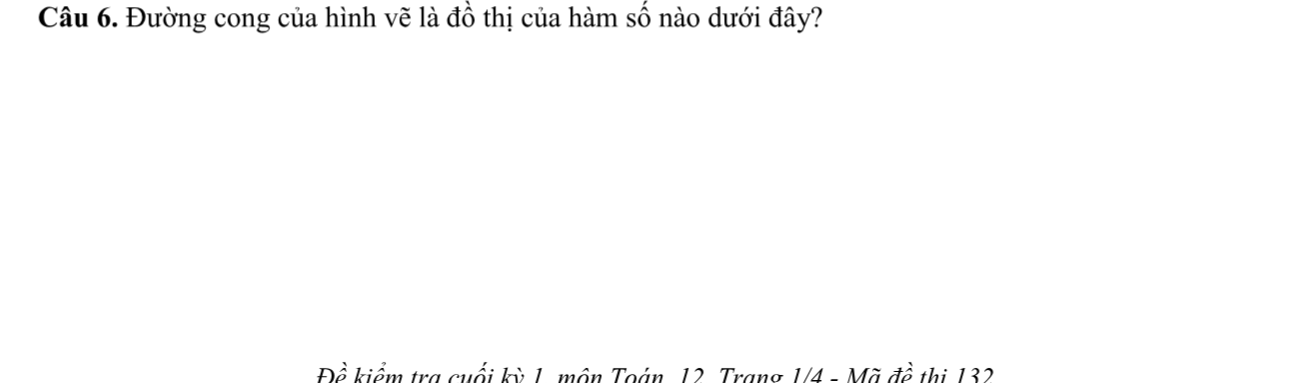 Câu 6. Đường cong của hình vẽ là đồ thị của hàm số nào dưới đây?
Đề kiểm tra cuối kỳ 1, môn Toán, 12, Trang 1/4 - Mã đề thi 132